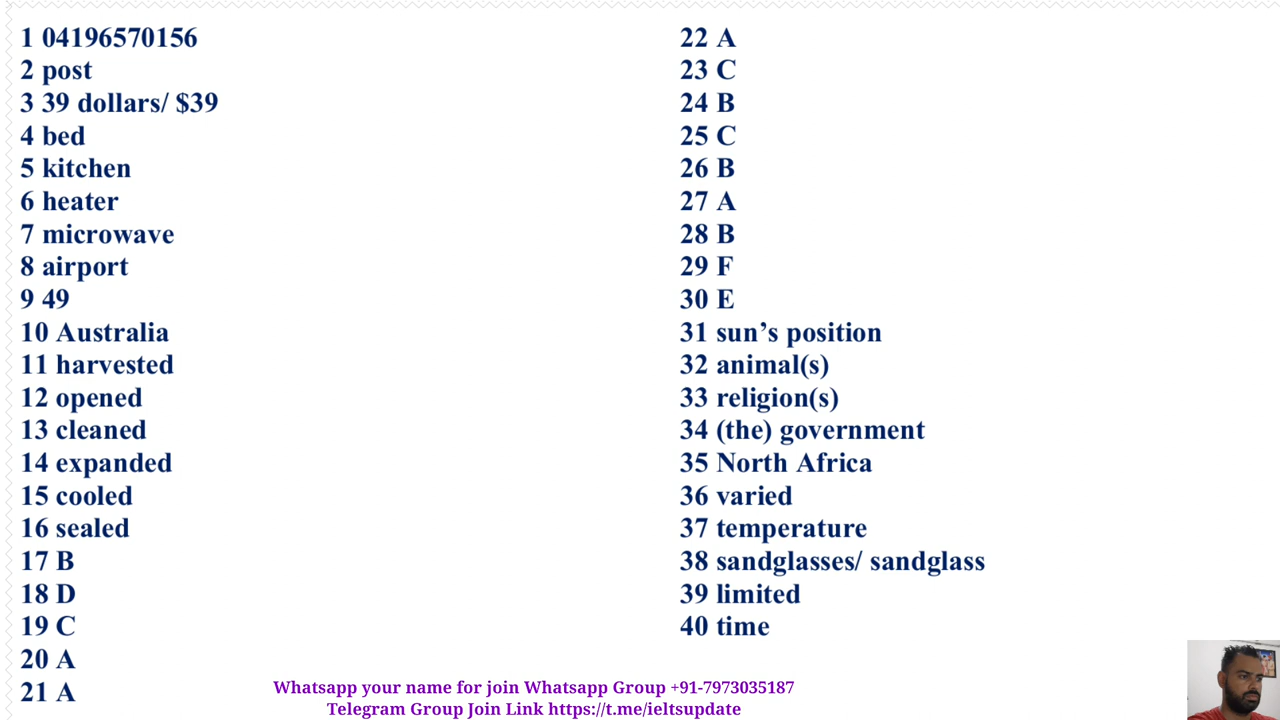 1 04196570156
2 post
3 39 dollars/ $39
4 bed
5 kitchen
6 heater
7 microwave
8 airport
9 49
10 Australia
11 harvested
12 opened
13 cleaned
14 expanded
15 cooled
16 sealed
17 B
18 D
19 C
20 A
21 A
22 A
23 C
24 B
25 C
26 B
27 A
28 B
29 F
30 E
31 sun’s position
32 animal(s)
33 religion(s)
34 (the) government
35 North Africa
36 varied
37 temperature
38 sandglasses/ sandglass
39 limited
40 time
Whatsapp your name for join Whatsapp Group +91-7973035187
Telegram Group Join Link https://t.me/ieltsupdate